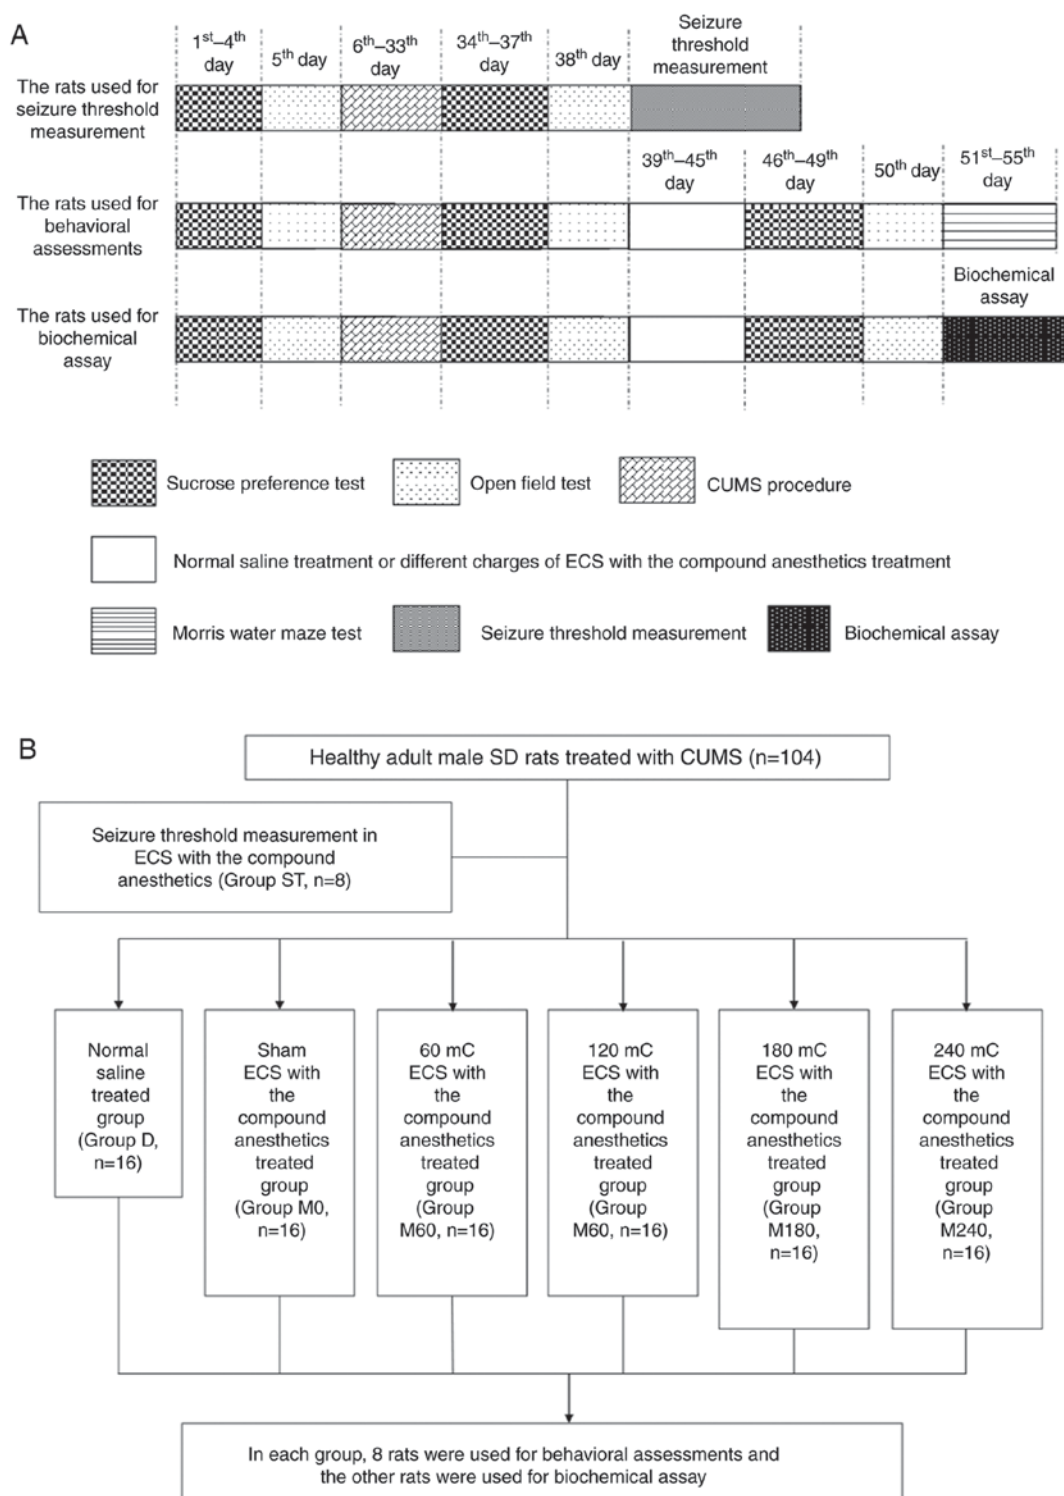 A
1st–4th
day
5th day
6th–33th
day
34th–37th
day
38th day
Seizure
threshold
measurement
The rats used for
seizure threshold
measurement
39th–45th
day
46th–49th
day
50th day
51st–55th
day
The rats used for
behavioral
assessments
Biochemical
assay
The rats used for
biochemical
assay
Sucrose preference test
Open field test
CUMS procedure
Normal saline treatment or different charges of ECS with the compound anesthetics treatment
Morris water maze test
Seizure threshold measurement
Biochemical assay
B
Healthy adult male SD rats treated with CUMS (n=104)
Seizure threshold measurement in
ECS with the compound
anesthetics (Group ST, n=8)
Normal
saline
treated
group
(Group D,
n=16)
Sham
ECS with
the
compound
anesthetics
treated
group
(Group M0,
n=16)
60 mC
ECS with
the
compound
anesthetics
treated
group
(Group
M60, n=16)
120 mC
ECS with
the
compound
anesthetics
treated
group
(Group
M60, n=16)
180 mC
ECS with
the
compound
anesthetics
treated
group
(Group
M180,
n=16)
240 mC
ECS with
the
compound
anesthetics
treated
group
(Group
M240,
n=16)
In each group, 8 rats were used for behavioral assessments and
the other rats were used for biochemical assay